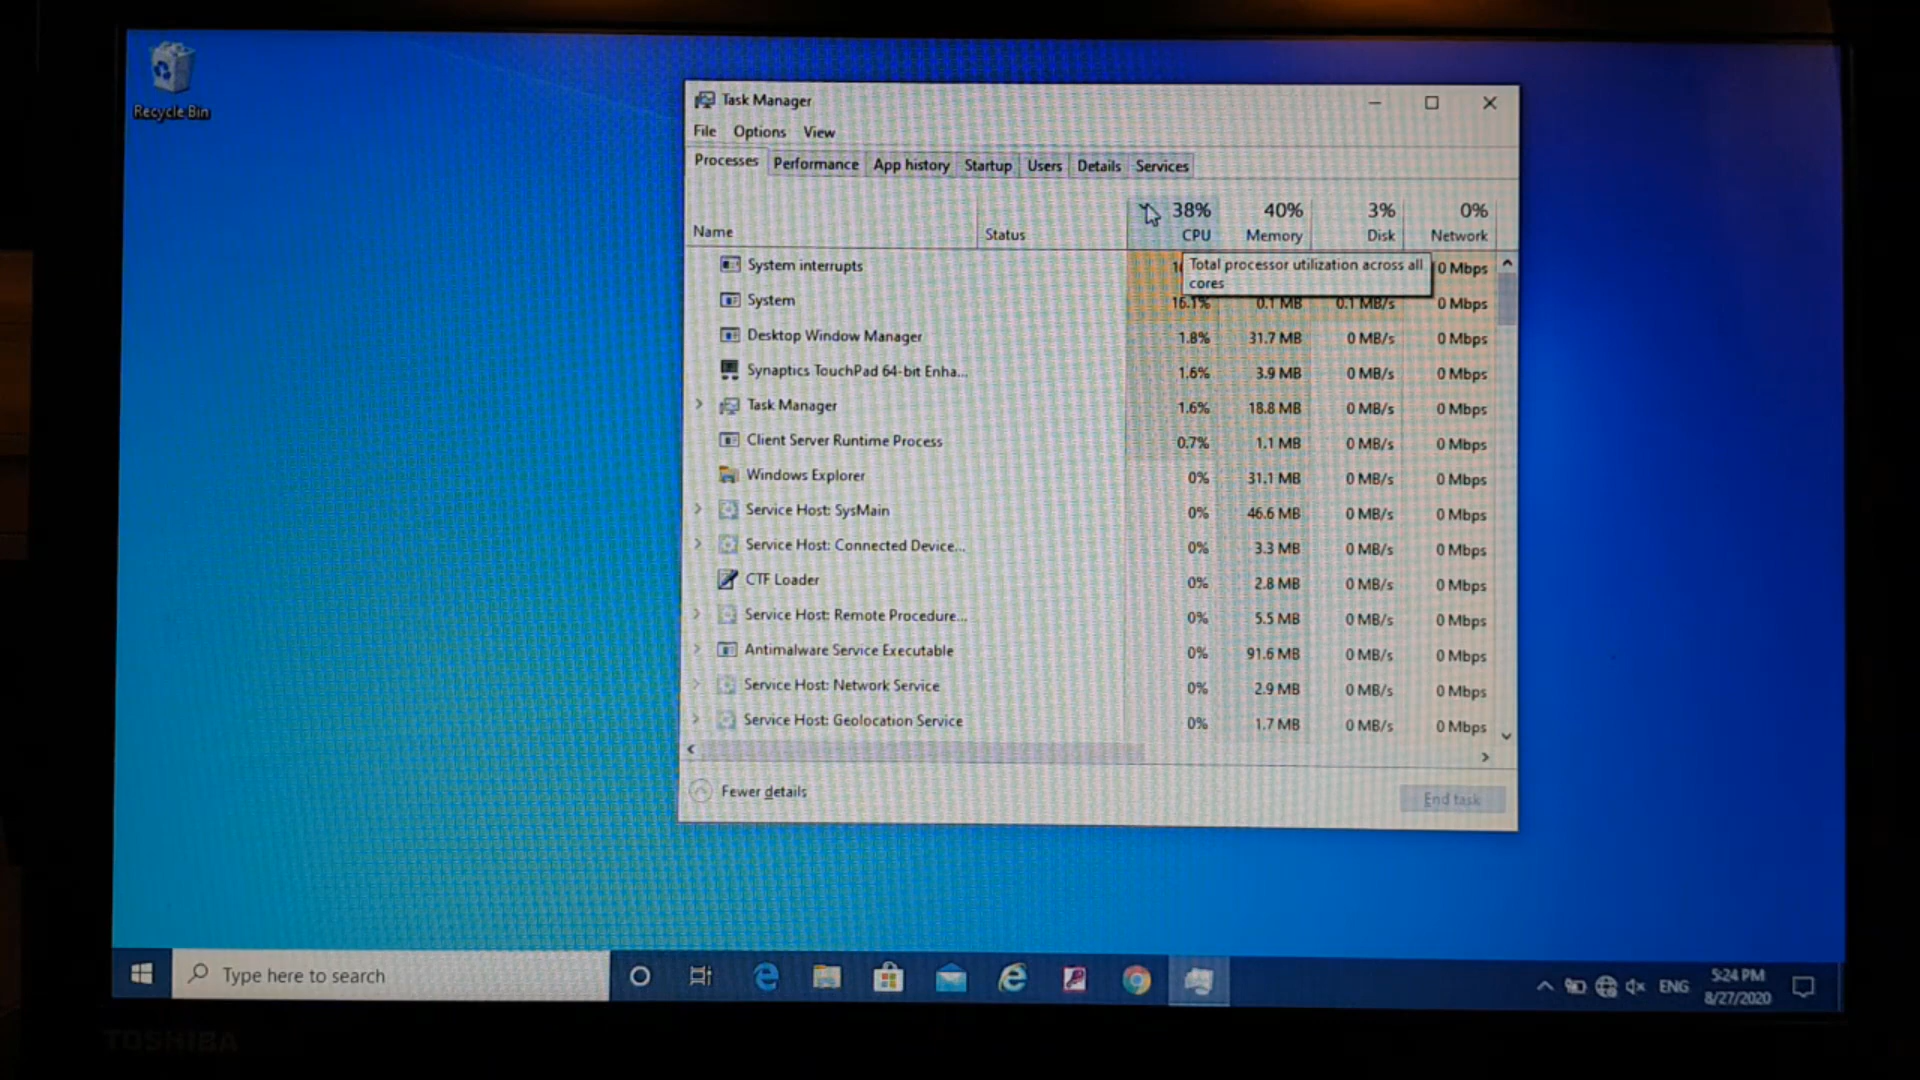 Recycle Bin
Task Manager
File Options View
Processes Performance App history Startup Users Details Services
38% 40% 3% 0%
Name Status CPU Memory Disk Network
System interrupts 0 Mbps
Total processor utilization across all
cores
System 16.1% 0.1 MB 0.1 MB/s 0 Mbps
Desktop Window Manager 1.8% 31.7 MB 0 MB/s 0 Mbps
Synaptics TouchPad 64-bit Enha... 1.6% 3.9 MB 0 MB/s 0 Mbps
Task Manager 1.6% 18.8 MB 0 MB/s 0 Mbps
Client Server Runtime Process 0.7% 1.1 MB 0 MB/s 0 Mbps
Windows Explorer 0% 31.1 MB 0 MB/s 0 Mbps
Service Host: SysMain 0% 46.6 MB 0 MB/s 0 Mbps
Service Host: Connected Device... 0% 3.3 MB 0 MB/s 0 Mbps
CTF Loader 0% 2.8 MB 0 MB/s 0 Mbps
Service Host: Remote Procedure... 0% 5.5 MB 0 MB/s 0 Mbps
Antimalware Service Executable 0% 91.6 MB 0 MB/s 0 Mbps
Service Host: Network Service 0% 2.9 MB 0 MB/s 0 Mbps
Service Host: Geolocation Service 0% 1.7 MB 0 MB/s 0 Mbps
Fewer details End task
Type here to search
ENG
5:24 PM
8/27/2020
TOSHIBA